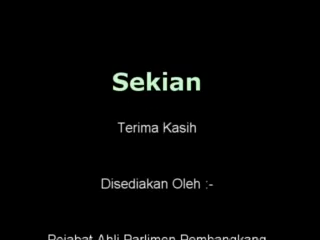 Sekian
Terima Kasih
Disediakan Oleh :-
Pejabat Ahli Parlimen Pembangkang